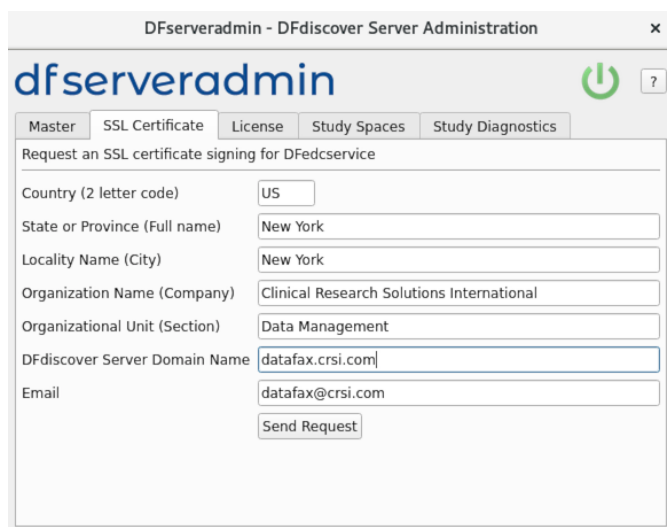 DFserveradmin - DFdiscover Server Administration ×
dfserveradmin ?
Master SSL Certificate License Study Spaces Study Diagnostics
Request an SSL certificate signing for DFedcservice
Country (2 letter code) US
State or Province (Full name) New York
Locality Name (City) New York
Organization Name (Company) Clinical Research Solutions International
Organizational Unit (Section) Data Management
DFdiscover Server Domain Name datafax.crsi.com
Email datafax@crsi.com
Send Request